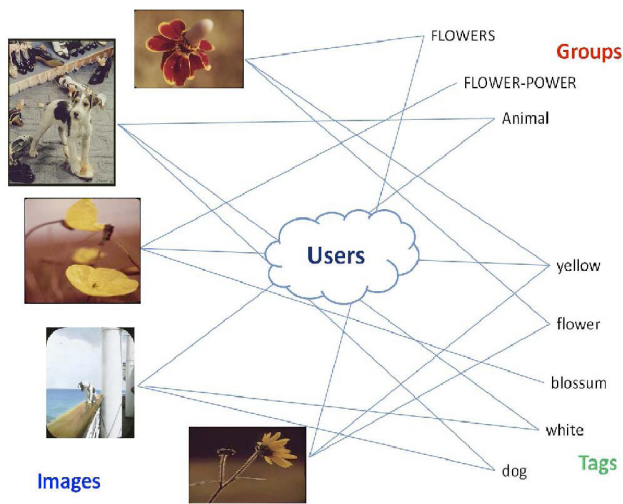 FLOWERS
Groups
FLOWER-POWER
Animal
Users
yellow
flower
blossum
white
Tags
dog
Images